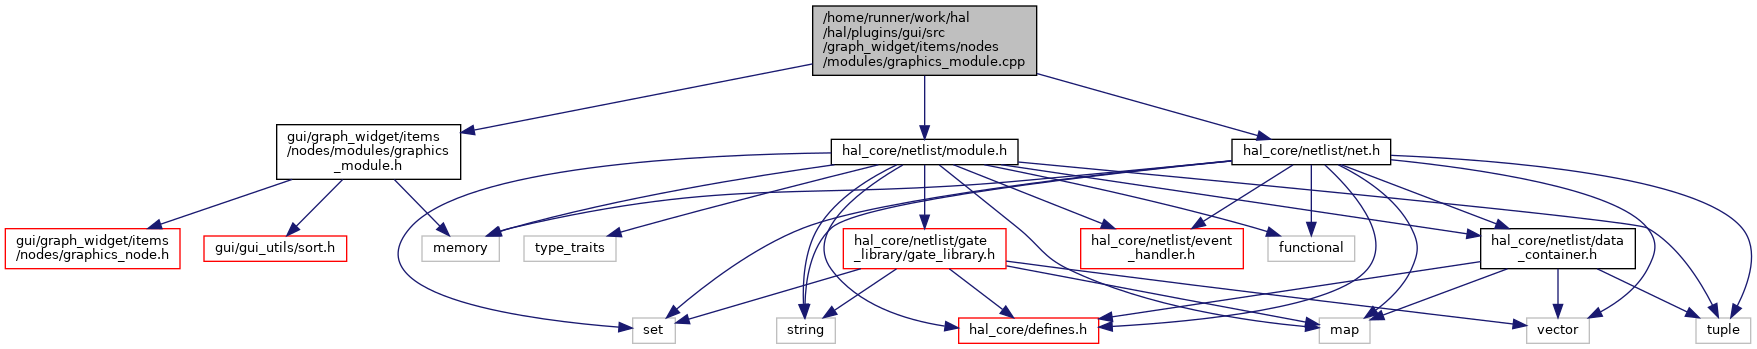 /home/runner/work/hal
/hal/plugins/gui/src
/graph_widget/items/nodes
/modules/graphics_module.cpp
gui/graph_widget/items
/nodes/modules/graphics
_module.h
hal_core/netlist/module.h
hal_core/netlist/net.h
gui/graph_widget/items
/nodes/graphics_node.h
gui/gui_utils/sort.h
memory
type_traits
hal_core/netlist/gate
_library/gate_library.h
hal_core/netlist/event
_handler.h
functional
hal_core/netlist/data
_container.h
set
string
hal_core/defines.h
map
vector
tuple